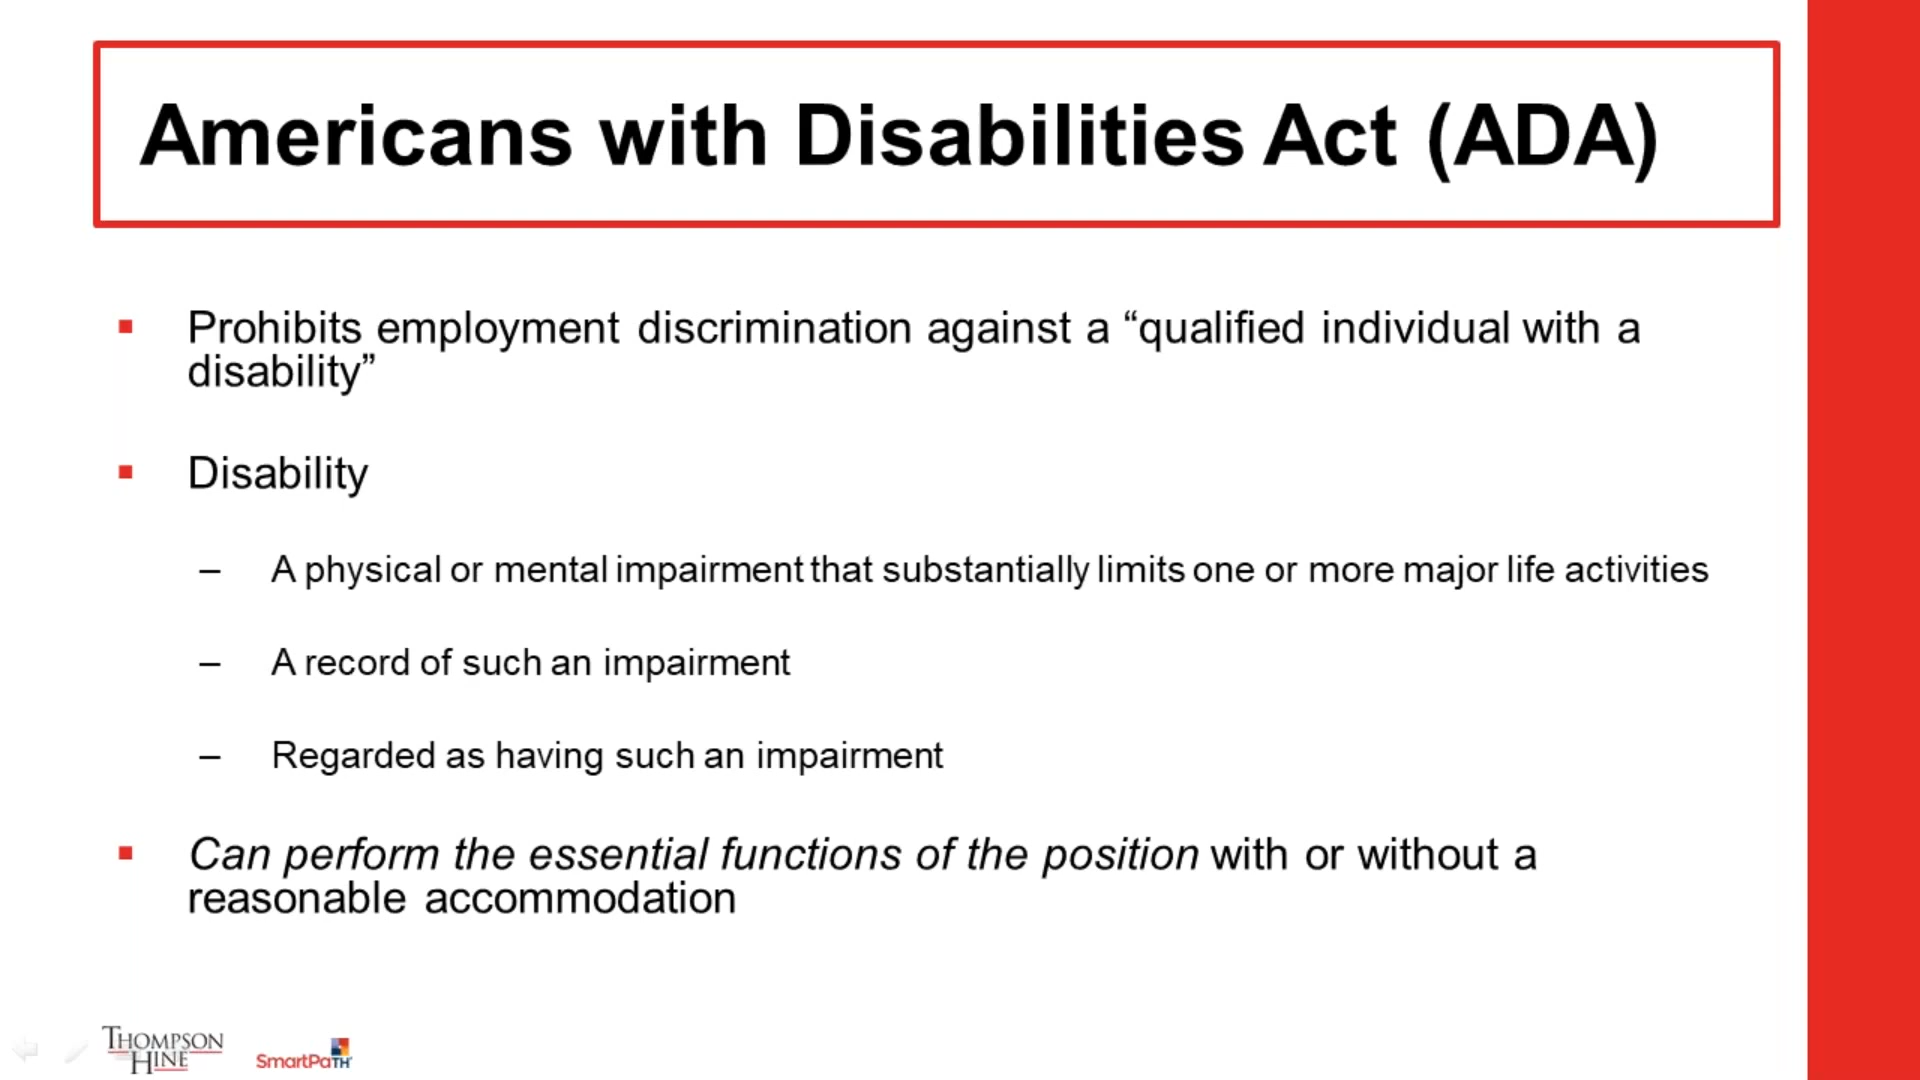 Americans with Disabilities Act (ADA)
▪ Prohibits employment discrimination against a “qualified individual with a
disability”
▪ Disability
– A physical or mental impairment that substantially limits one or more major life activities
– A record of such an impairment
– Regarded as having such an impairment
▪ Can perform the essential functions of the position with or without a
reasonable accommodation
THOMPSON
HINE
SmartPaTH